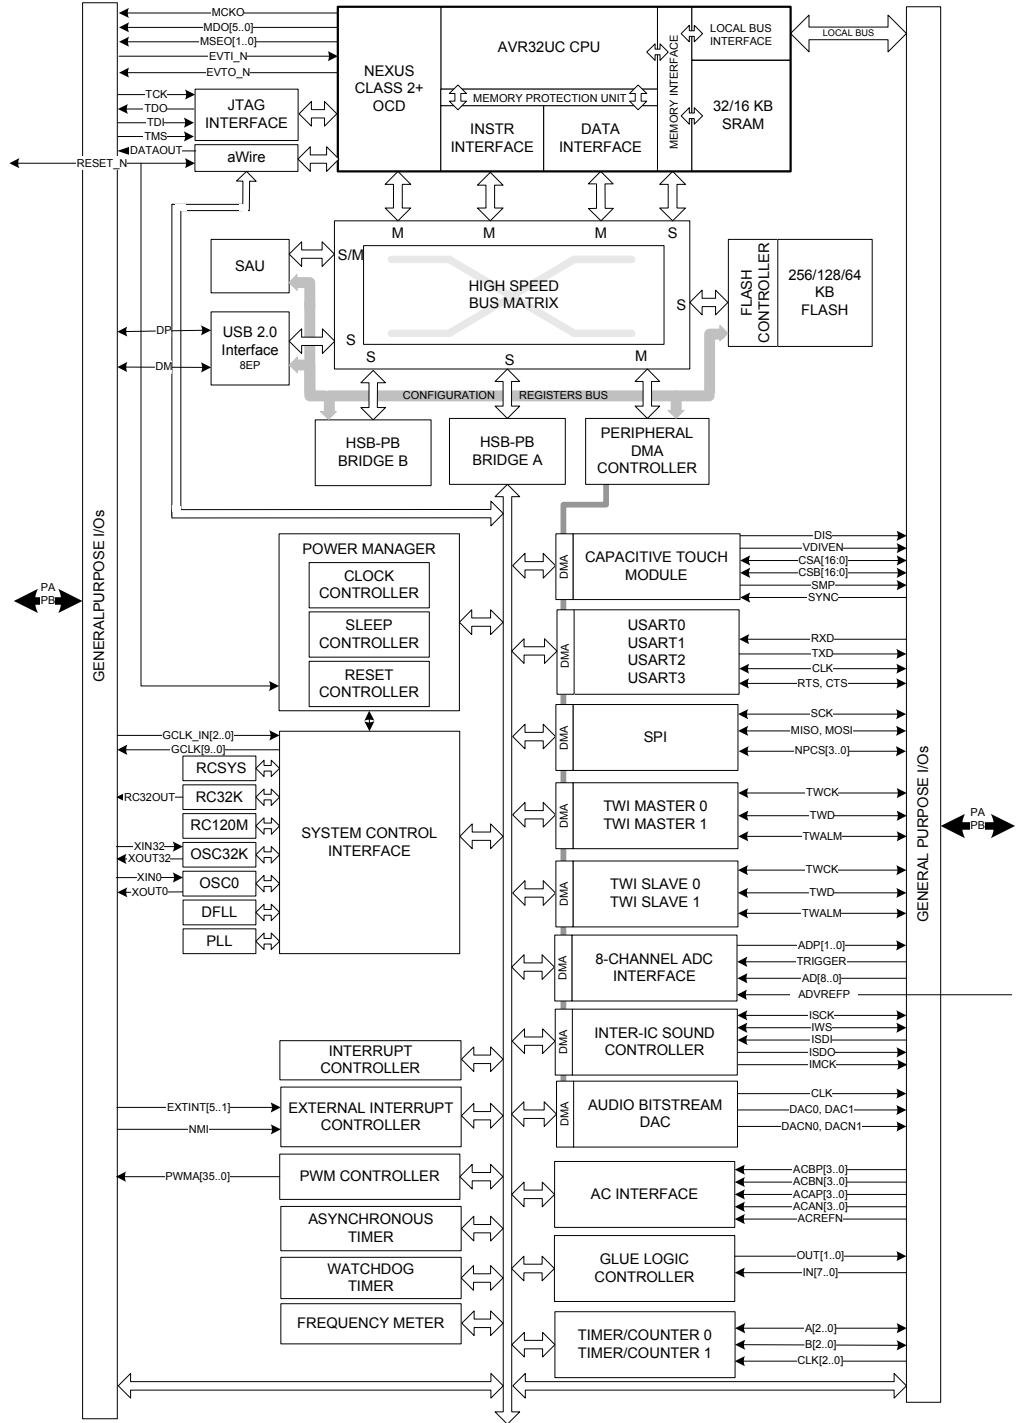 MCKO
MDO[5..0]
MSEO[1..0]
EVTI_N
EVTO_N
TCK
TDO
TDI
TMS
DATAOUT
RESET_N
JTAG
INTERFACE
aWire
NEXUS
CLASS 2+
OCD
AVR32UC CPU
MEMORY PROTECTION UNIT
INSTR
INTERFACE
DATA
INTERFACE
MEMORY INTERFACE
LOCAL BUS
INTERFACE
32/16 KB
SRAM
LOCAL BUS
M
M
M
S
S/M
HIGH SPEED
BUS MATRIX
S
S
S
S
M
SAU
USB 2.0
Interface
8EP
DP
DM
FLASH
CONTROLLER
256/128/64
KB
FLASH
CONFIGURATION
REGISTERS BUS
HSB-PB
BRIDGE B
HSB-PB
BRIDGE A
PERIPHERAL
DMA
CONTROLLER
GENERALPURPOSE I/Os
PA
PB
POWER MANAGER
CLOCK
CONTROLLER
SLEEP
CONTROLLER
RESET
CONTROLLER
GCLK_IN[2..0]
GCLK[9..0]
RCSYS
RC32OUT
RC32K
RC120M
XIN32
XOUT32
OSC32K
XIN0
XOUT0
OSC0
DFLL
PLL
SYSTEM CONTROL
INTERFACE
INTERRUPT
CONTROLLER
EXTINT[5..1]
NMI
EXTERNAL INTERRUPT
CONTROLLER
PWMA[35..0]
PWM CONTROLLER
ASYNCHRONOUS
TIMER
WATCHDOG
TIMER
FREQUENCY METER
DMA
CAPACITIVE TOUCH
MODULE
DIS
VDIVEN
CSA[16:0]
CSB[16:0]
SMP
SYNC
DMA
USART0
USART1
USART2
USART3
RXD
TXD
CLK
RTS, CTS
DMA
SPI
SCK
MISO, MOSI
NPCS[3..0]
DMA
TWI MASTER 0
TWI MASTER 1
TWCK
TWD
TWALM
DMA
TWI SLAVE 0
TWI SLAVE 1
TWCK
TWD
TWALM
DMA
8-CHANNEL ADC
INTERFACE
ADP[1..0]
TRIGGER
AD[8..0]
ADVREFP
DMA
INTER-IC SOUND
CONTROLLER
ISCK
IWS
ISDI
ISDO
IMCK
DMA
AUDIO BITSTREAM
DAC
CLK
DAC0, DAC1
DACN0, DACN1
AC INTERFACE
ACBP[3..0]
ACBN[3..0]
ACAP[3..0]
ACAN[3..0]
ACREFN
GLUE LOGIC
CONTROLLER
OUT[1..0]
IN[7..0]
TIMER/COUNTER 0
TIMER/COUNTER 1
A[2..0]
B[2..0]
CLK[2..0]
GENERAL PURPOSE I/Os
PA
PB